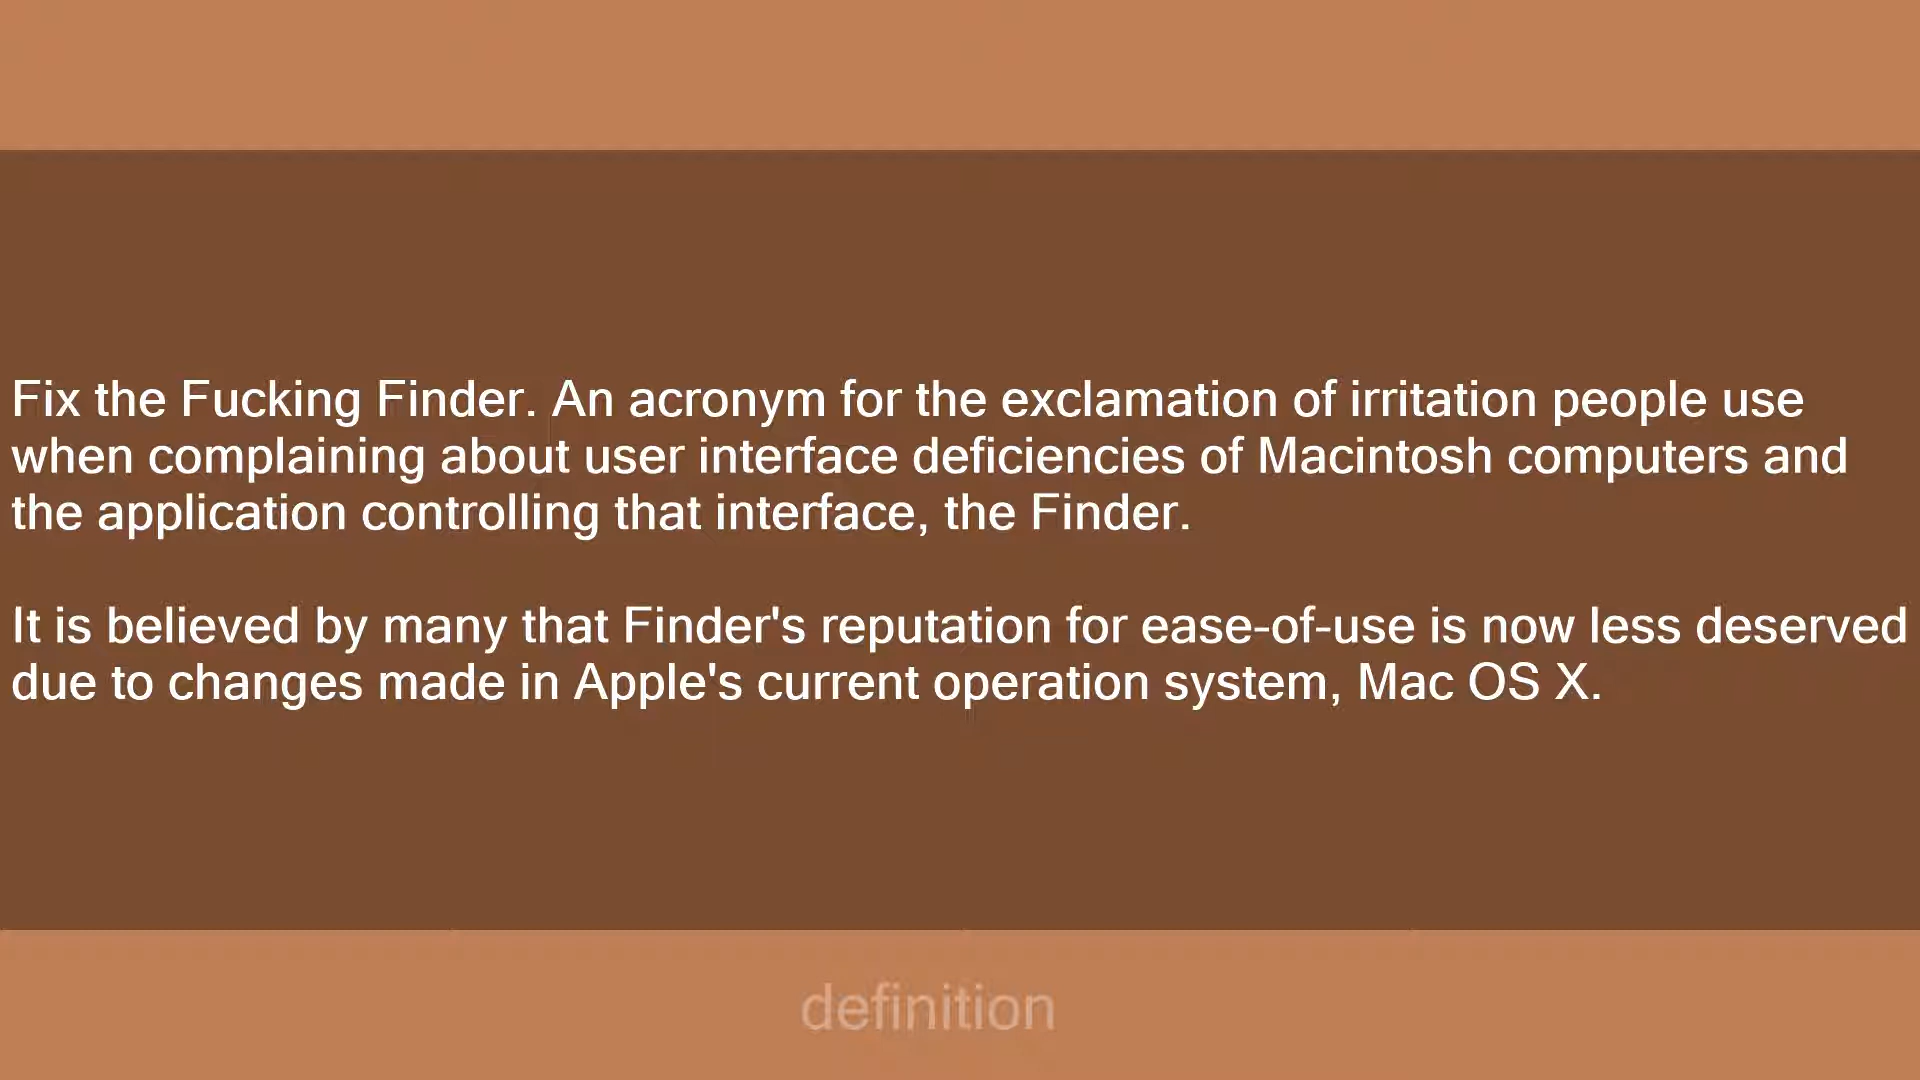 Fix the Fucking Finder. An acronym for the exclamation of irritation people use
when complaining about user interface deficiencies of Macintosh computers and
the application controlling that interface, the Finder.
It is believed by many that Finder's reputation for ease-of-use is now less deserved
due to changes made in Apple's current operation system, Mac OS X.
definition